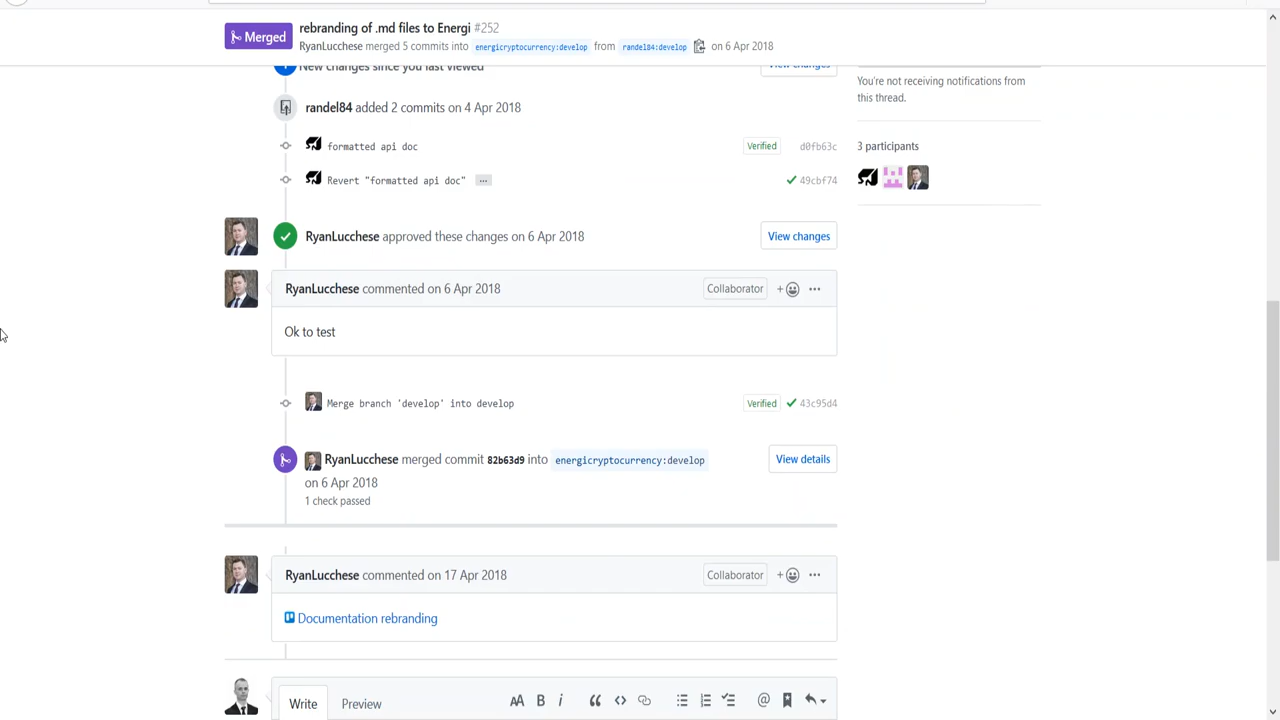 Merged
rebranding of .md files to Energi #252
RyanLucchese merged 5 commits into energicryptocurrency:develop from randel84:develop on 6 Apr 2018
New changes since you last viewed
View changes
You're not receiving notifications from
this thread.
randel84 added 2 commits on 4 Apr 2018
formatted api doc
Verified
d0fb63c
3 participants
Revert "formatted api doc" ...
49cbf74
RyanLucchese approved these changes on 6 Apr 2018
View changes
RyanLucchese commented on 6 Apr 2018
Collaborator
Ok to test
Merge branch 'develop' into develop
Verified
43c95d4
RyanLucchese merged commit 82b63d9 into energicryptocurrency:develop
on 6 Apr 2018
View details
1 check passed
RyanLucchese commented on 17 Apr 2018
Collaborator
Documentation rebranding
Write
Preview
AA B i